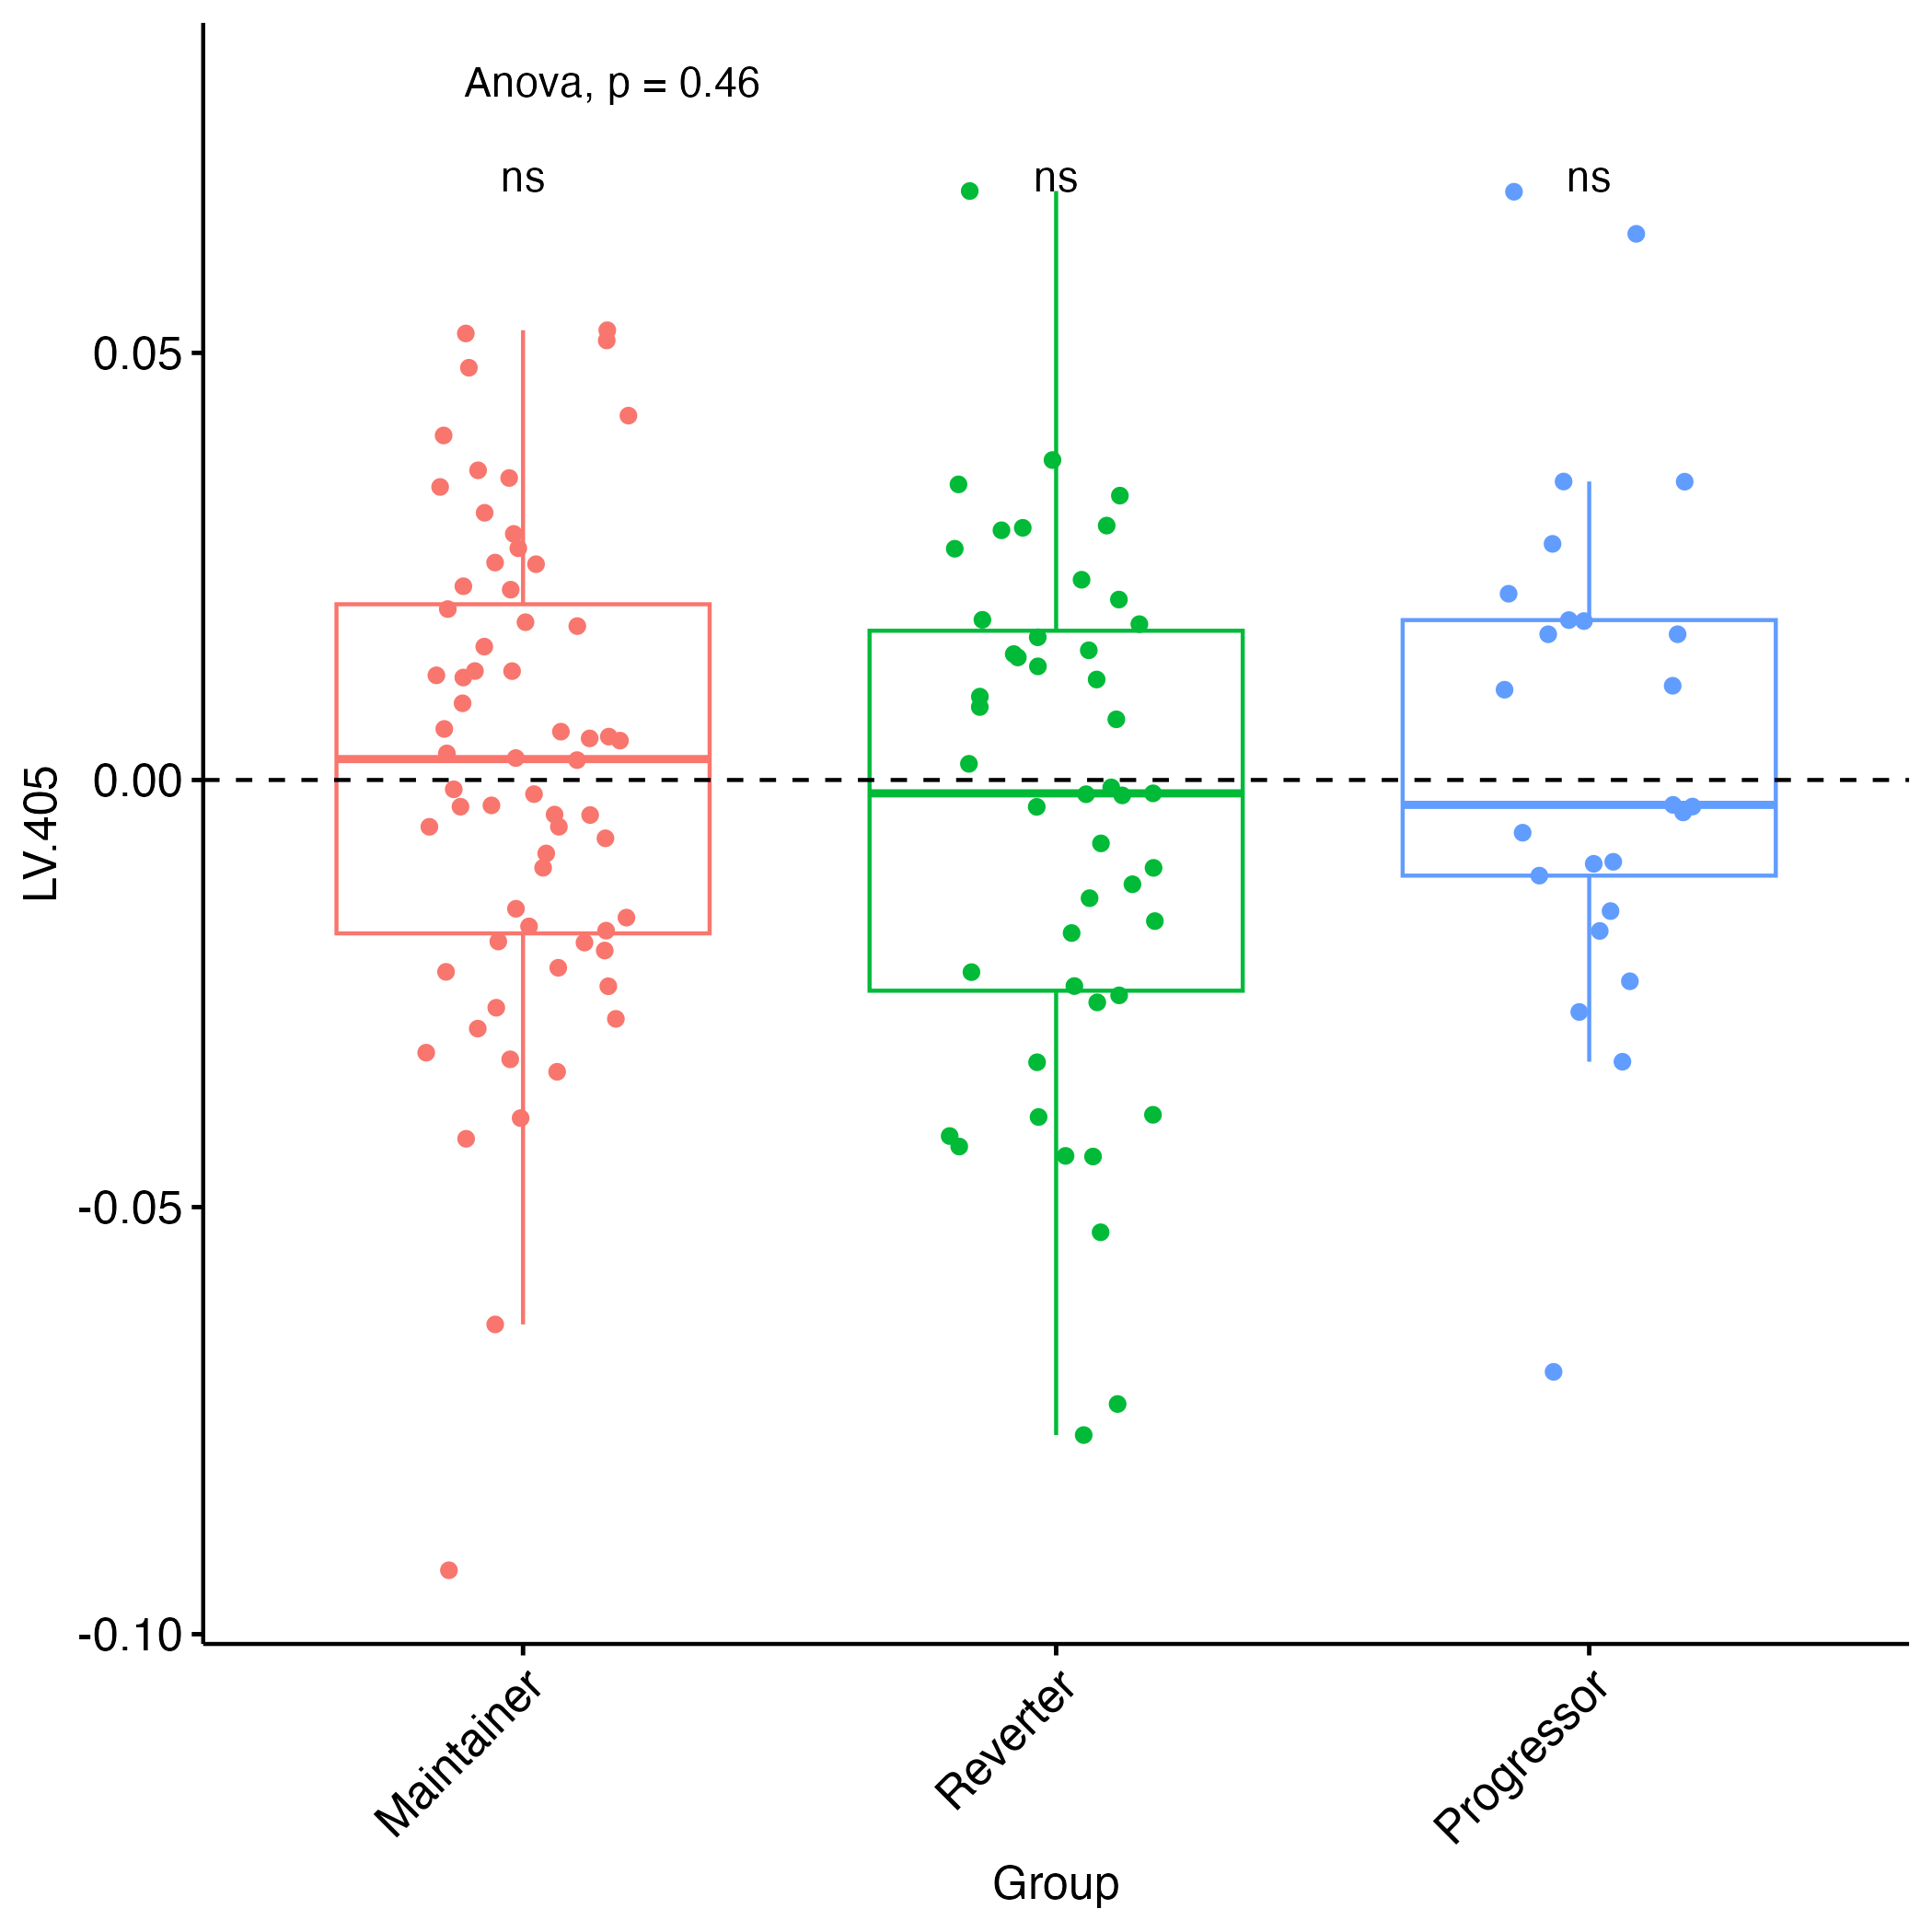 Anova, p = 0.46
ns ns ns
0.05
0.00
-0.05
-0.10
LV.405
Maintainer
Reverter
Progressor
Group